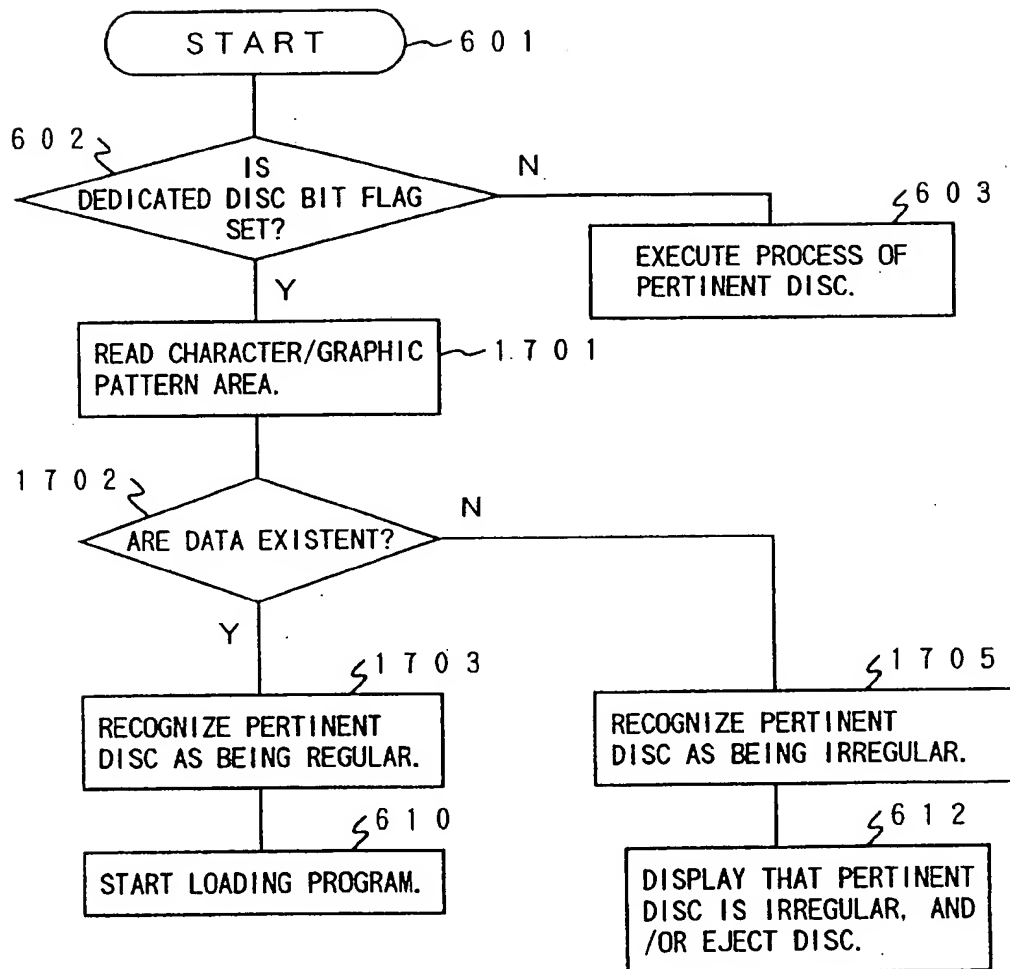 START
601
602
IS
DEDICATED DISC BIT FLAG
SET?
N
603
EXECUTE PROCESS OF
PERTINENT DISC.
Y
READ CHARACTER/GRAPHIC
PATTERN AREA.
1701
1702
ARE DATA EXISTENT?
N
Y
1703
RECOGNIZE PERTINENT
DISC AS BEING REGULAR.
1705
RECOGNIZE PERTINENT
DISC AS BEING IRREGULAR.
610
START LOADING PROGRAM.
612
DISPLAY THAT PERTINENT
DISC IS IRREGULAR, AND
/OR EJECT DISC.